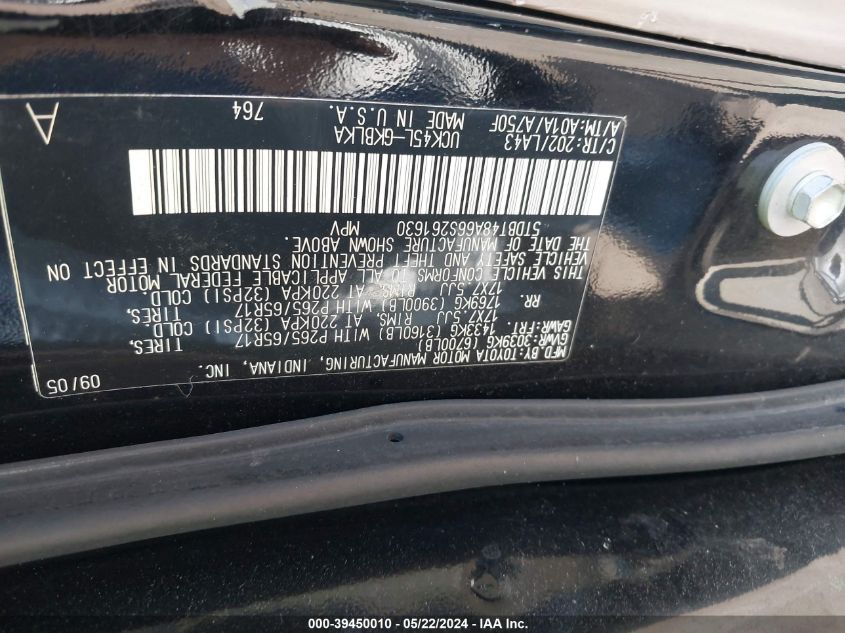 MFD.BY:TOYOTA MOTOR MANUFACTURING, INDIANA, INC. 09/05
GVWR:3039KG (6700LB)
GAWR:FRT. 1433KG (3160LB) WITH P265/65R17 TIRES.
17X7.5JJ RIMS. AT 220KPA (32PSI) COLD.
RR. 1769KG (3900LB) WITH P265/65R17 TIRES.
17X7.5JJ RIMS. AT 220KPA (32PSI) COLD.
THIS VEHICLE CONFORMS TO ALL APPLICABLE FEDERAL MOTOR
VEHICLE SAFETY AND THEFT PREVENTION STANDARDS IN EFFECT ON
THE DATE OF MANUFACTURE SHOWN ABOVE.
5TDBT48A66S261630 MPV
C/TR:202/LA43 UCK45L-GKBLKA 764
A/TM:A01A/A750F MADE IN U.S.A. A
000-39450010 - 05/22/2024 - © IAA Inc.